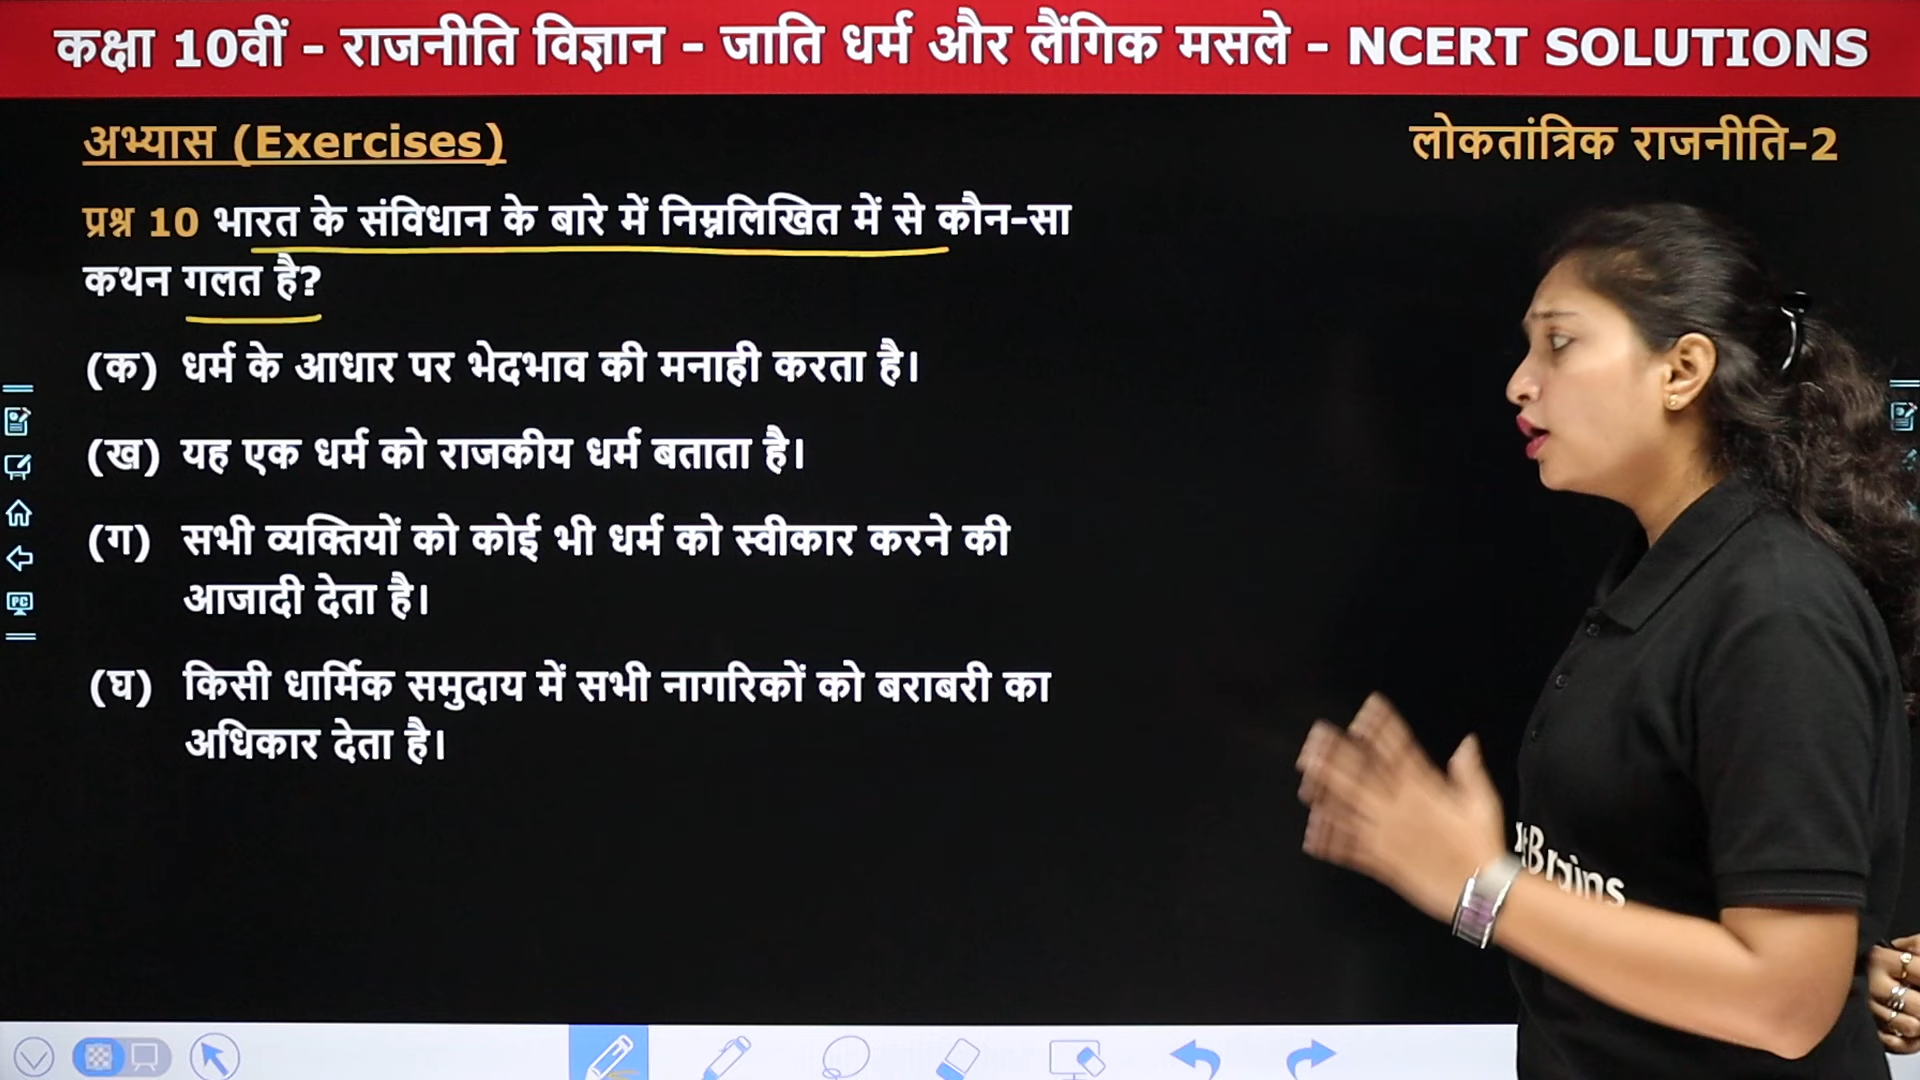 कक्षा 10वीं - राजनीति विज्ञान - जाति धर्म और लैंगिक मसले - NCERT SOLUTIONS
अभ्यास (Exercises)
लोकतांत्रिक राजनीति-2
प्रश्न 10 भारत के संविधान के बारे में निम्नलिखित में से कौन-सा
कथन गलत है?
(क) धर्म के आधार पर भेदभाव की मनाही करता है।
(ख) यह एक धर्म को राजकीय धर्म बताता है।
(ग) सभी व्यक्तियों को कोई भी धर्म को स्वीकार करने की
आजादी देता है।
(घ) किसी धार्मिक समुदाय में सभी नागरिकों को बराबरी का
अधिकार देता है।
PC
Brains